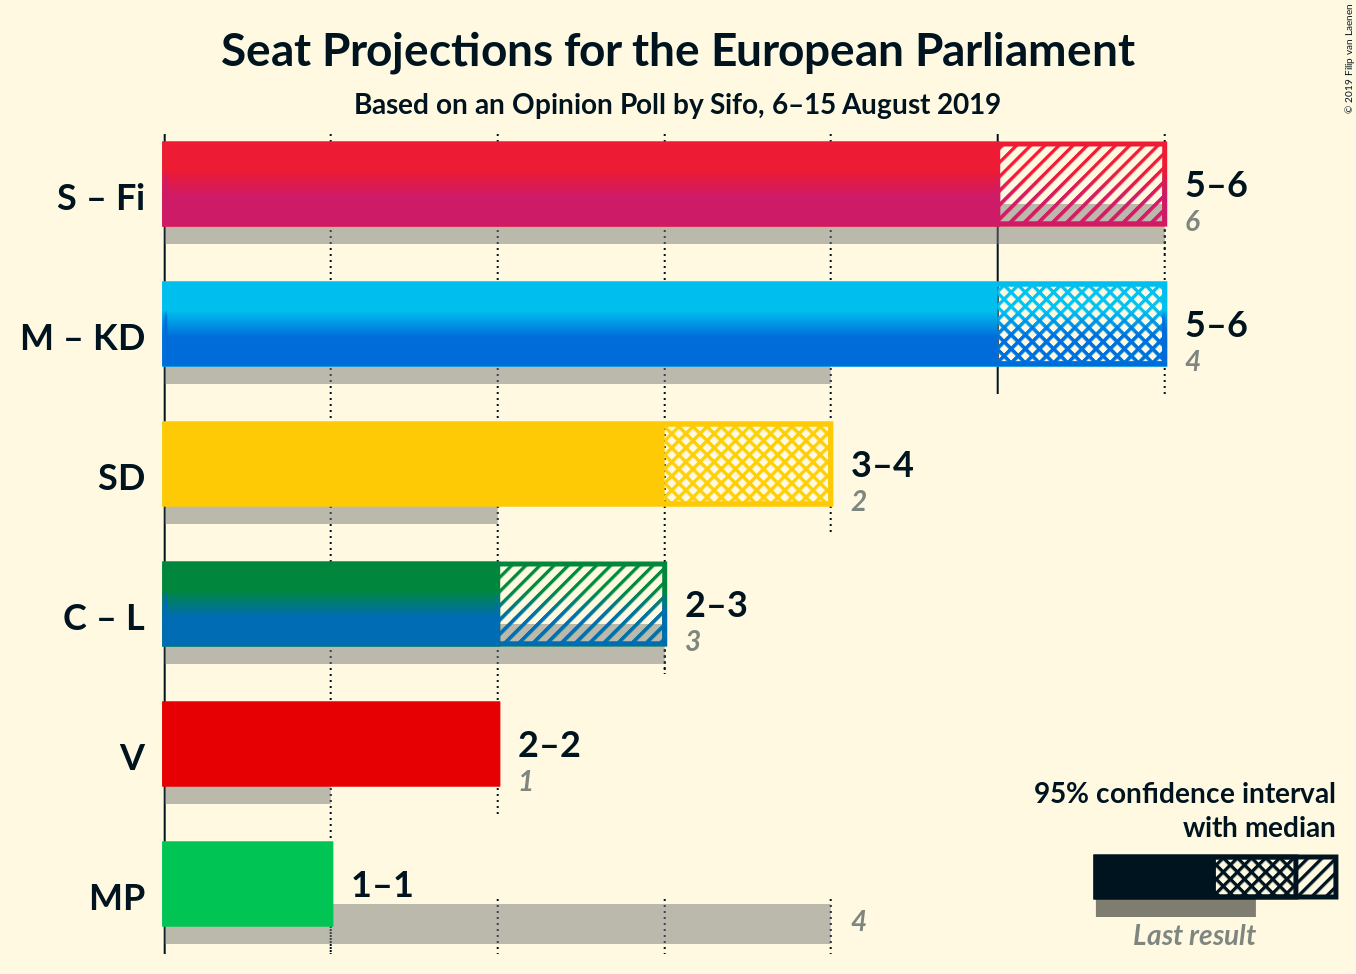 Seat Projections for the European Parliament
Based on an Opinion Poll by Sifo, 6–15 August 2019
© 2019 Filip van Laenen
S – Fi
5–6
6
M – KD
5–6
4
SD
3–4
2
C – L
2–3
3
V
2–2
1
MP
1–1
4
95% confidence interval
with median
Last result